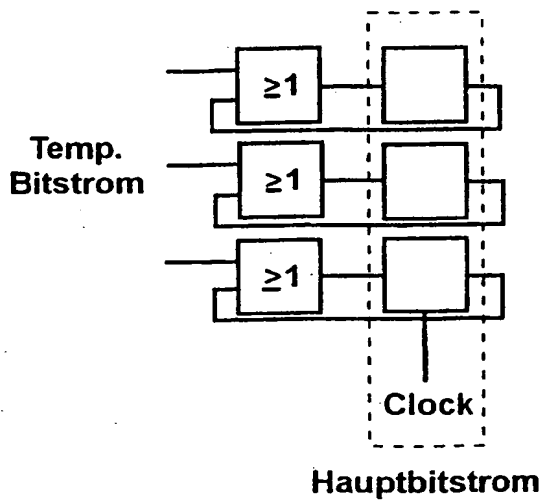 ≥1
Temp.
Bitstrom
≥1
≥1
Clock
Hauptbitstrom